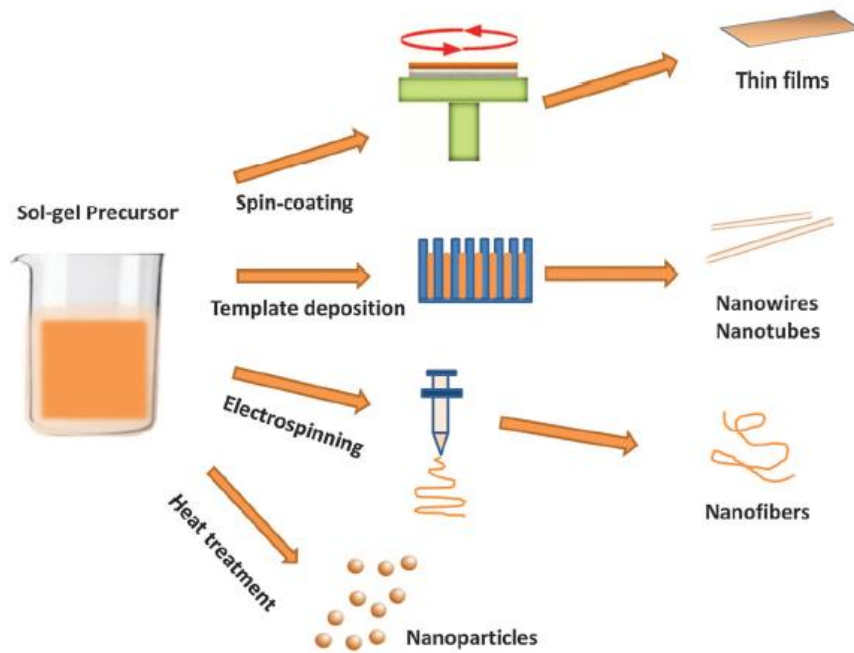 Thin films
Sol-gel Precursor
Spin-coating
Template deposition
Nanowires
Nanotubes
Electrospinning
Nanofibers
Heat treatment
Nanoparticles